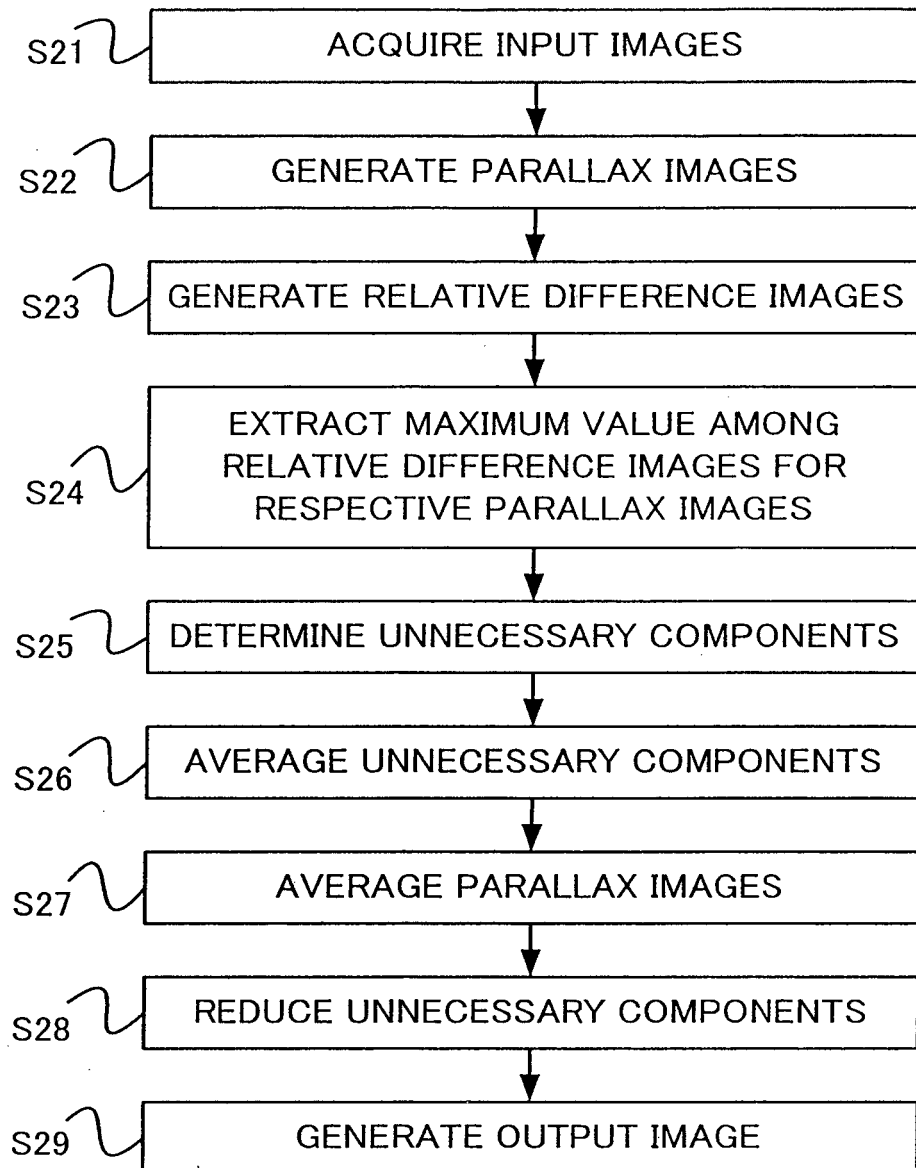 S21 ACQUIRE INPUT IMAGES
S22 GENERATE PARALLAX IMAGES
S23 GENERATE RELATIVE DIFFERENCE IMAGES
EXTRACT MAXIMUM VALUE AMONG
S24 RELATIVE DIFFERENCE IMAGES FOR
RESPECTIVE PARALLAX IMAGES
S25 DETERMINE UNNECESSARY COMPONENTS
S26 AVERAGE UNNECESSARY COMPONENTS
S27 AVERAGE PARALLAX IMAGES
S28 REDUCE UNNECESSARY COMPONENTS
S29 GENERATE OUTPUT IMAGE